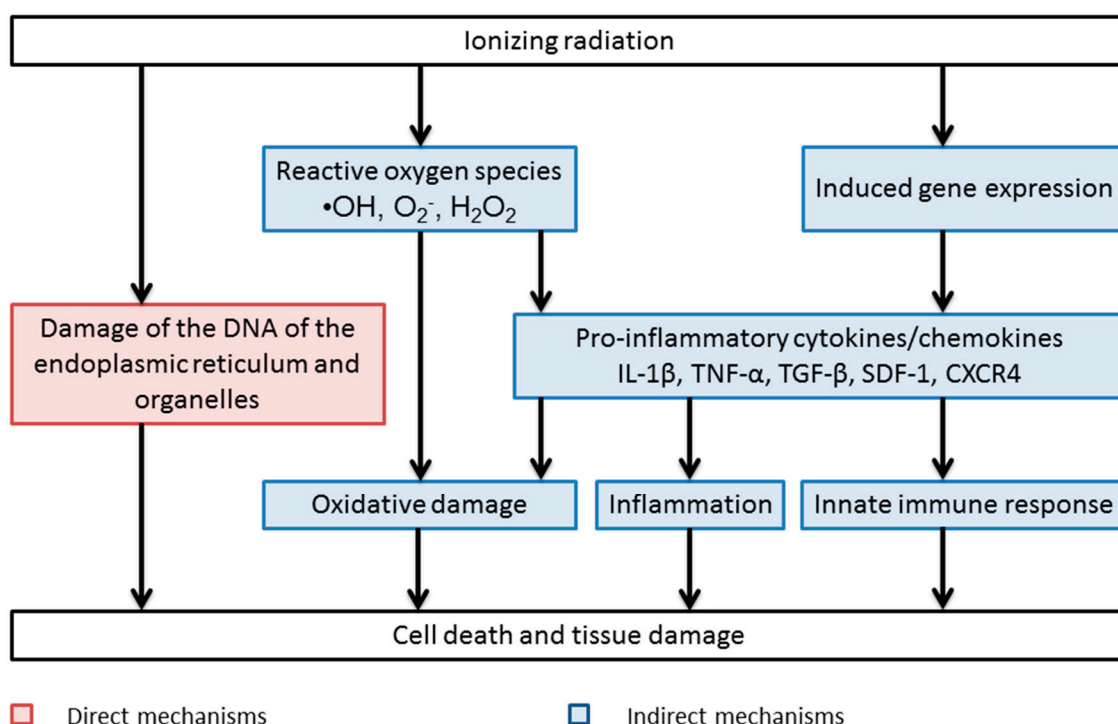 Ionizing radiation
Reactive oxygen species
•OH, O₂⁻, H₂O₂
Induced gene expression
Damage of the DNA of the
endoplasmic reticulum and
organelles
Pro-inflammatory cytokines/chemokines
IL-1β, TNF-α, TGF-β, SDF-1, CXCR4
Oxidative damage
Inflammation
Innate immune response
Cell death and tissue damage
Direct mechanisms
Indirect mechanisms